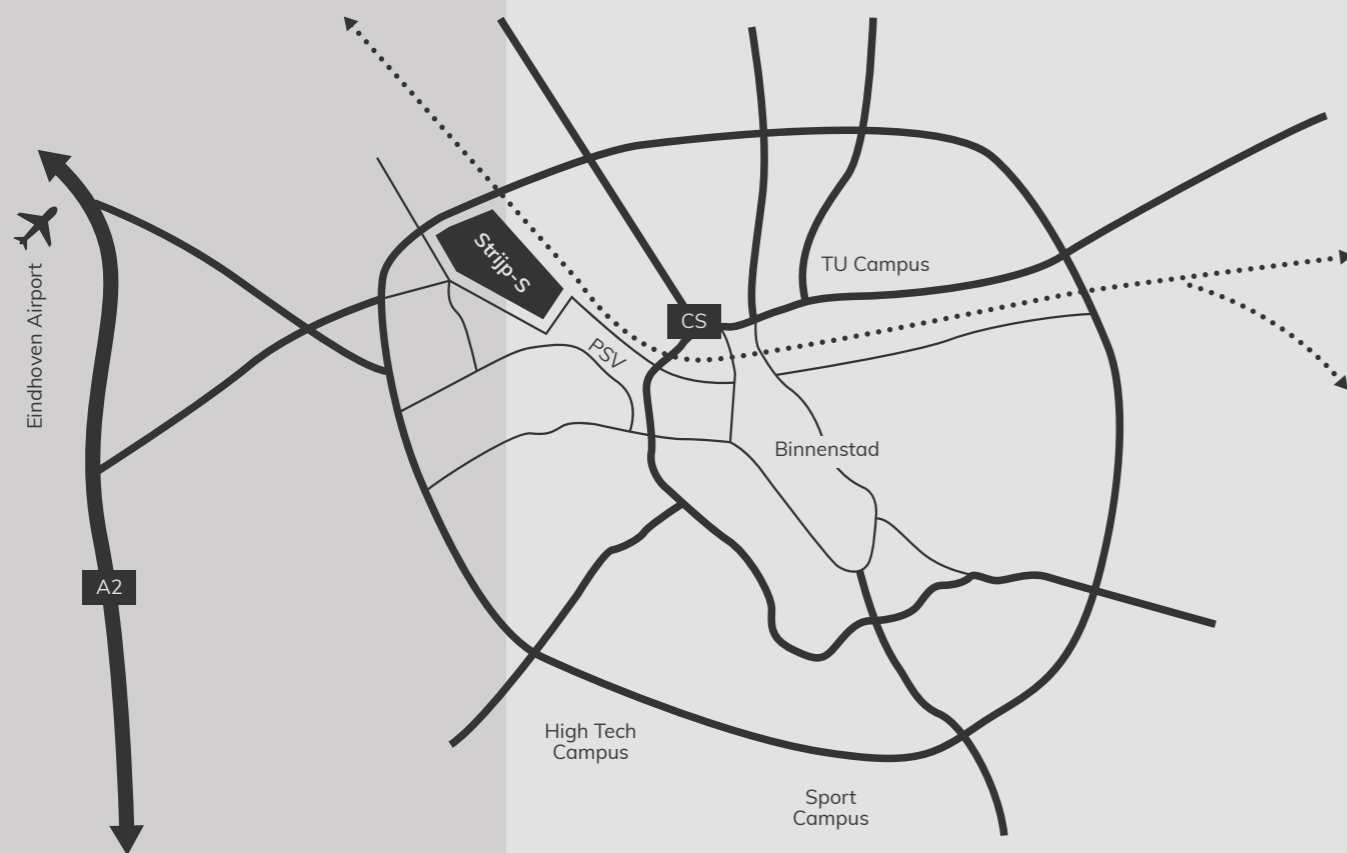 Strijp-S
TU Campus
CS
Eindhoven Airport
PSV
Binnenstad
A2
High Tech
Campus
Sport
Campus